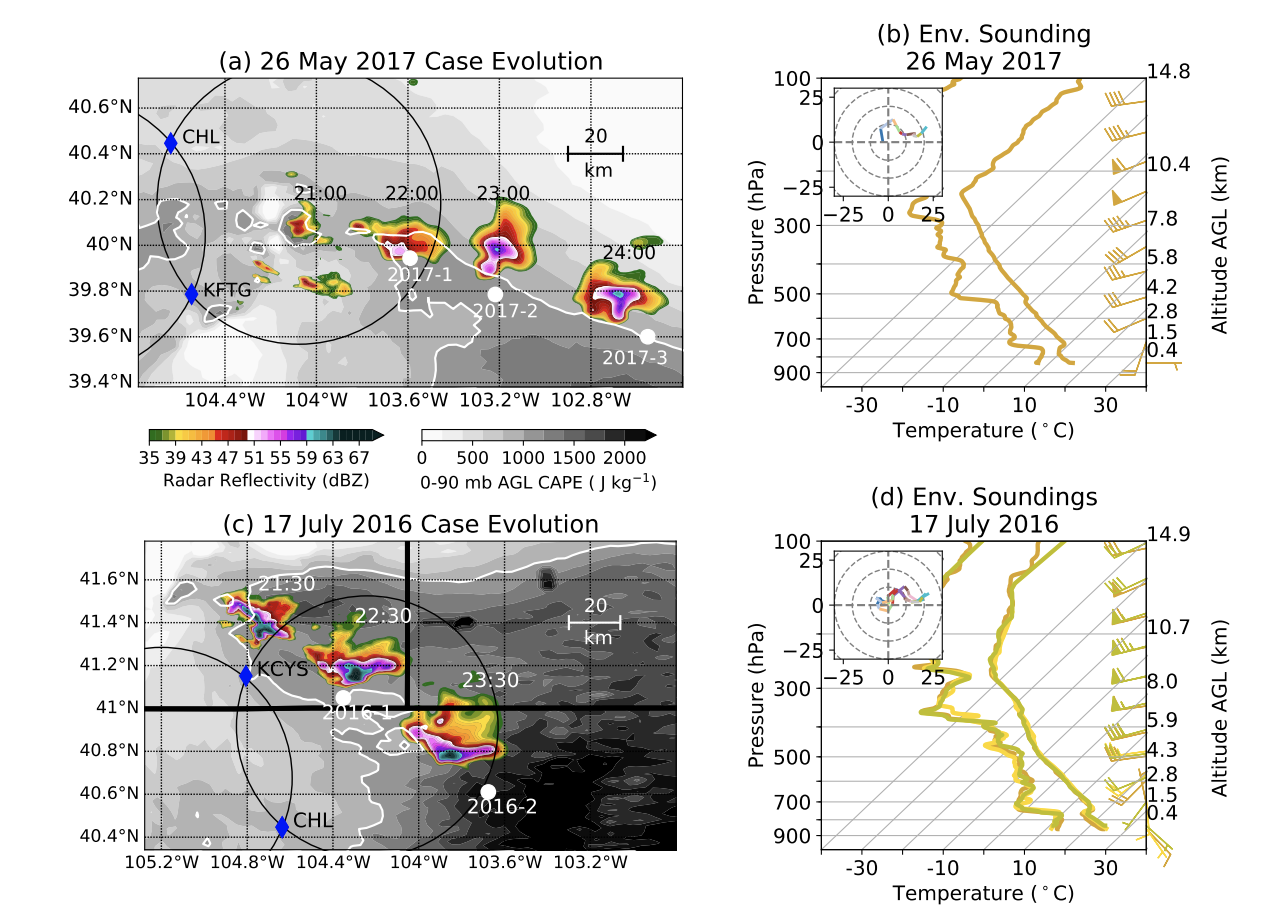 (a) 26 May 2017 Case Evolution
40.6°N
40.4°N
40.2°N
40°N
39.8°N
39.6°N
39.4°N
CHL
KFTG
21:00
22:00
23:00
24:00
20
km
2017-1
2017-2
2017-3
104.4°W
104°W
103.6°W
103.2°W
102.8°W
35 39 43 47 51 55 59 63 67
Radar Reflectivity (dBZ)
0 500 1000 1500 2000
0-90 mb AGL CAPE ( J kg⁻¹)
(b) Env. Sounding
26 May 2017
Pressure (hPa)
100
300
500
700
900
25
0
−25
−25 0 25
14.8
10.4
7.8
5.8
4.2
2.8
1.5
0.4
Altitude AGL (km)
-30 -10 10 30
Temperature (°C)
(c) 17 July 2016 Case Evolution
41.6°N
41.4°N
41.2°N
41°N
40.8°N
40.6°N
40.4°N
21:30
22:30
23:30
20
km
KCYS
CHL
2016-1
2016-2
105.2°W
104.8°W
104.4°W
104°W
103.6°W
103.2°W
(d) Env. Soundings
17 July 2016
Pressure (hPa)
100
300
500
700
900
25
0
−25
−25 0 25
14.9
10.7
8.0
5.9
4.3
2.8
1.5
0.4
Altitude AGL (km)
-30 -10 10 30
Temperature (°C)